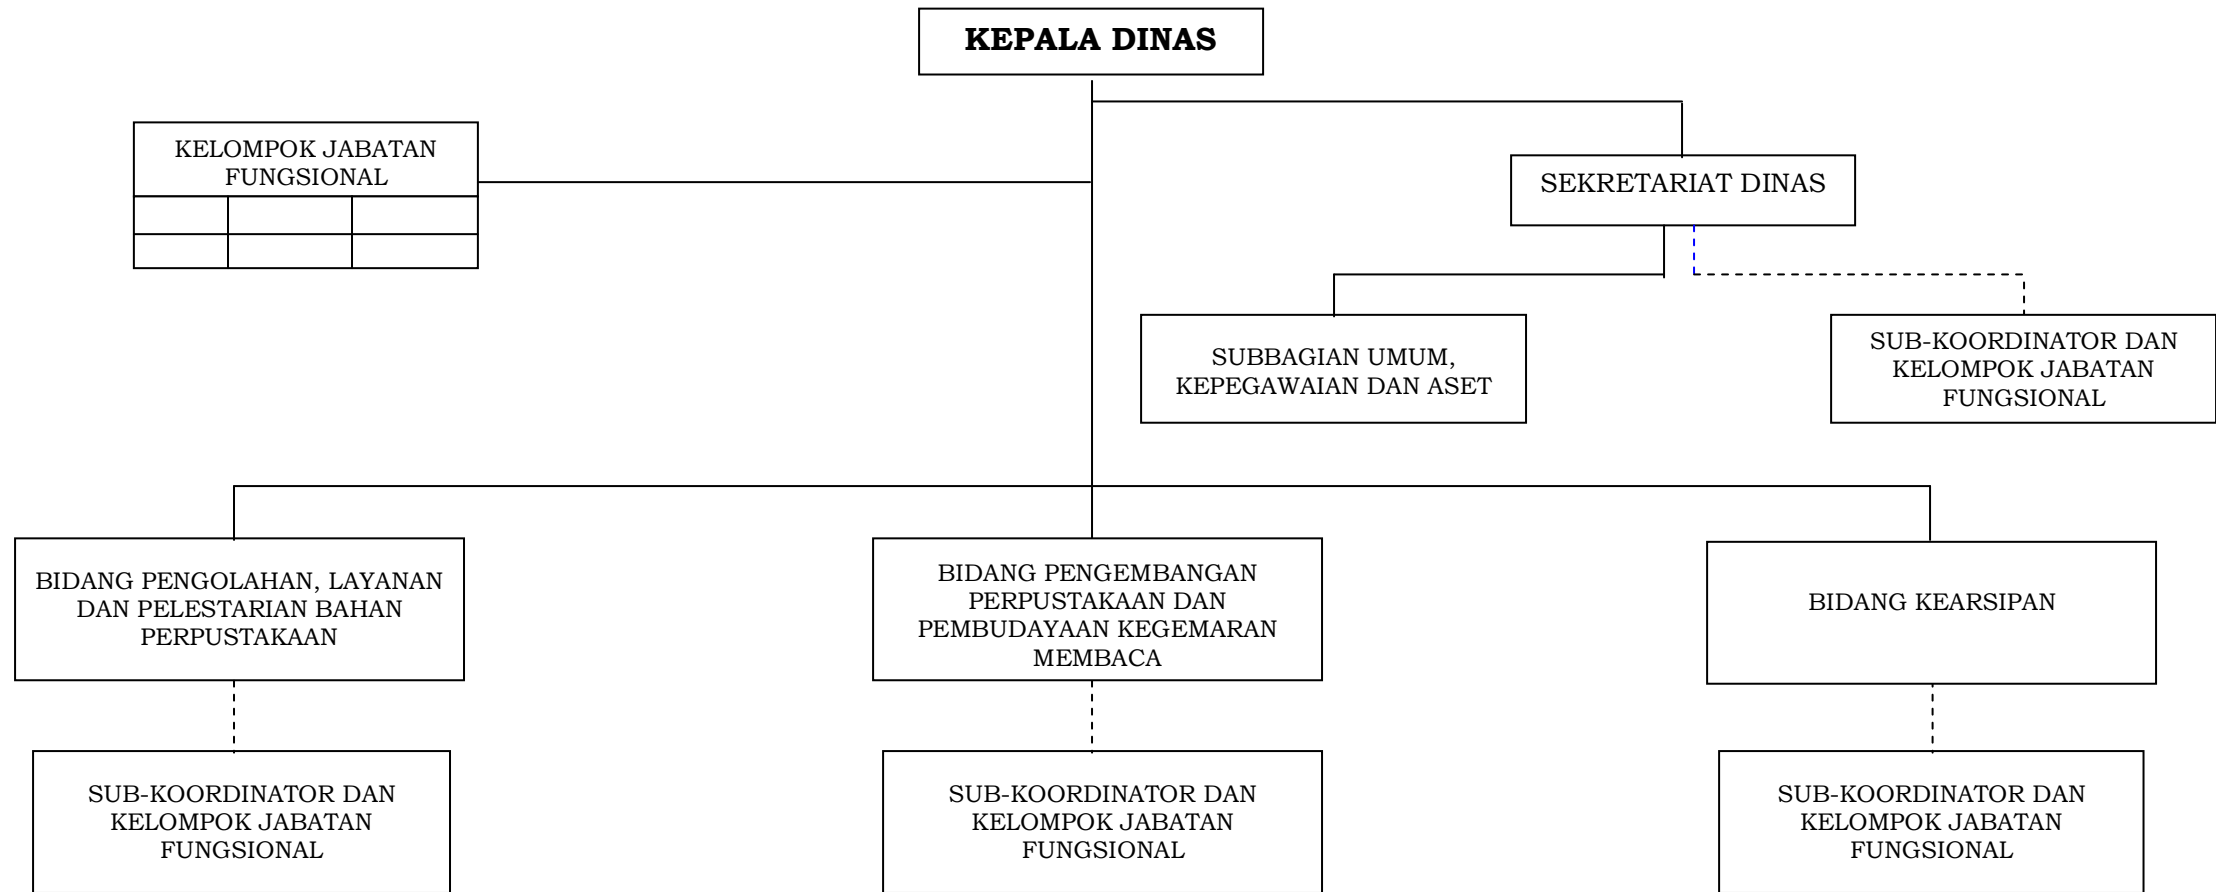 KEPALA DINAS
KELOMPOK JABATAN
FUNGSIONAL
SEKRETARIAT DINAS
SUBBAGIAN UMUM,
KEPEGAWAIAN DAN ASET
SUB-KOORDINATOR DAN
KELOMPOK JABATAN
FUNGSIONAL
BIDANG PENGOLAHAN, LAYANAN
DAN PELESTARIAN BAHAN
PERPUSTAKAAN
BIDANG PENGEMBANGAN
PERPUSTAKAAN DAN
PEMBUDAYAAN KEGEMARAN
MEMBACA
BIDANG KEARSIPAN
SUB-KOORDINATOR DAN
KELOMPOK JABATAN
FUNGSIONAL
SUB-KOORDINATOR DAN
KELOMPOK JABATAN
FUNGSIONAL
SUB-KOORDINATOR DAN
KELOMPOK JABATAN
FUNGSIONAL